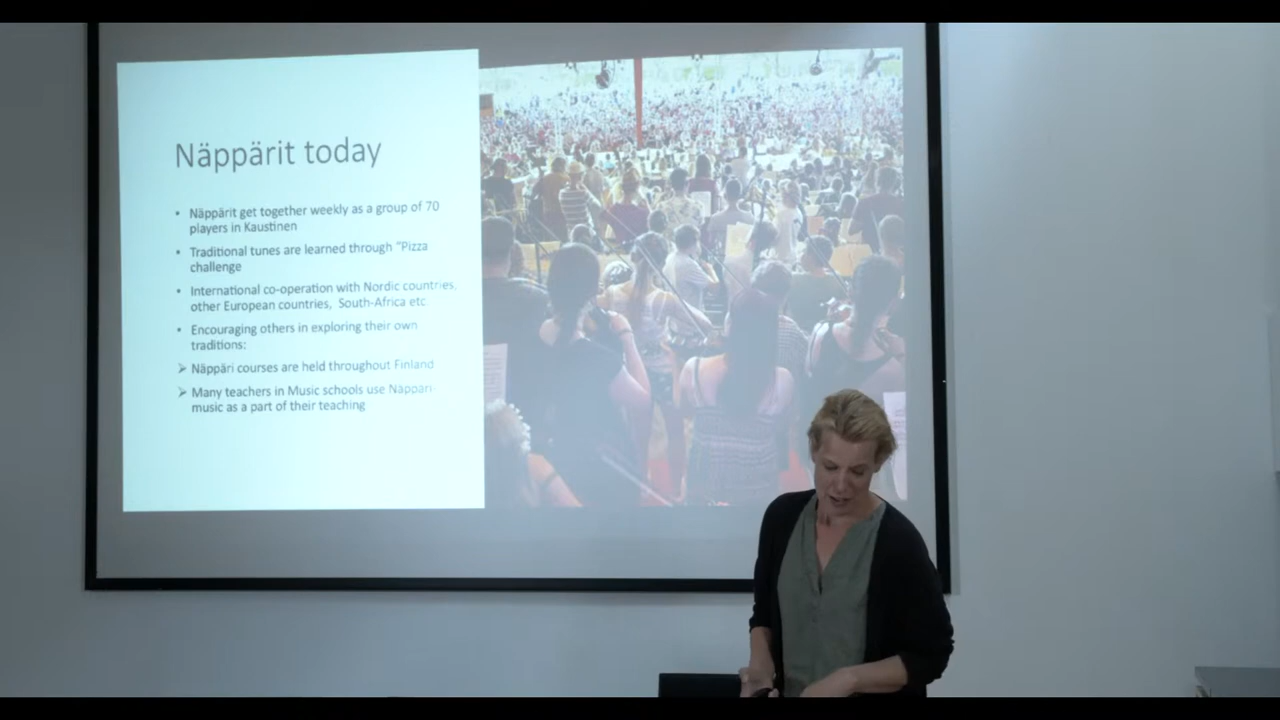 Näppärit today
• Näppärit get together weekly as a group of 70
players in Kaustinen
• Traditional tunes are learned through “Pizza
challenge
• International co-operation with Nordic countries,
other European countries, South-Africa etc
• Encouraging others in exploring their own
traditions:
➢ Näppäri courses are held throughout Finland
➢ Many teachers in Music schools use Näppäri
music as a part of their teaching